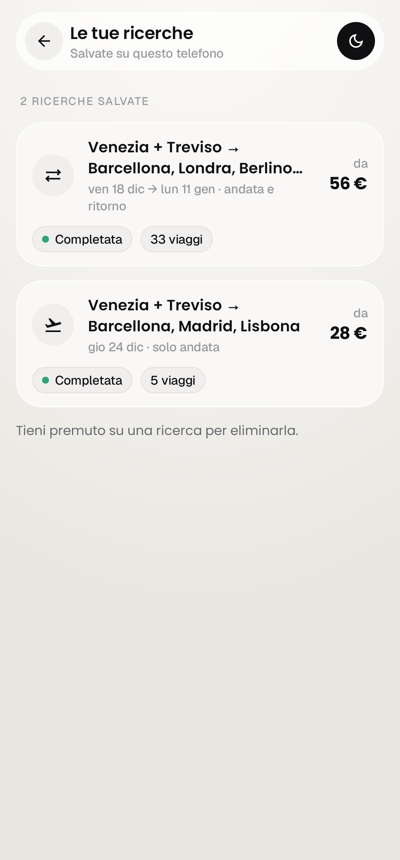 Le tue ricerche
Salvate su questo telefono
2 RICERCHE SALVATE
Venezia + Treviso →
Barcellona, Londra, Berlino…
ven 18 dic → lun 11 gen · andata e
ritorno
da
56 €
Completata
33 viaggi
Venezia + Treviso →
Barcellona, Madrid, Lisbona
gio 24 dic · solo andata
da
28 €
Completata
5 viaggi
Tieni premuto su una ricerca per eliminarla.